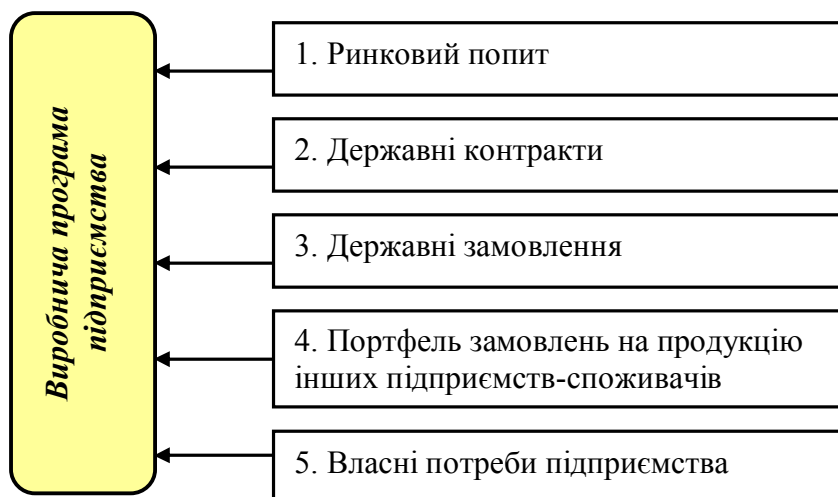 Виробнича програма
підприємства
1. Ринковий попит
2. Державні контракти
3. Державні замовлення
4. Портфель замовлень на продукцію
інших підприємств-споживачів
5. Власні потреби підприємства